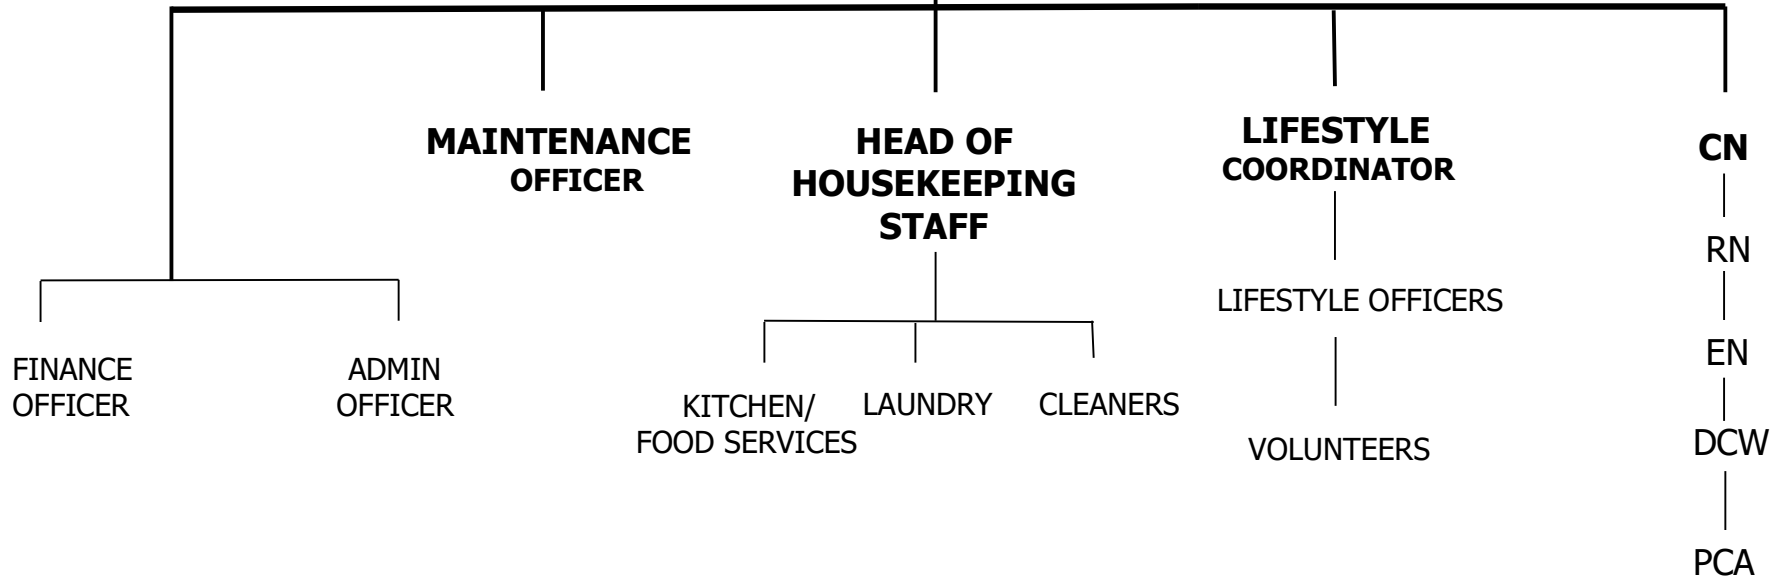 MAINTENANCE
OFFICER
HEAD OF
HOUSEKEEPING
STAFF
LIFESTYLE
COORDINATOR
CN
RN
LIFESTYLE OFFICERS
EN
FINANCE
OFFICER
ADMIN
OFFICER
KITCHEN/
FOOD SERVICES
LAUNDRY
CLEANERS
VOLUNTEERS
DCW
PCA